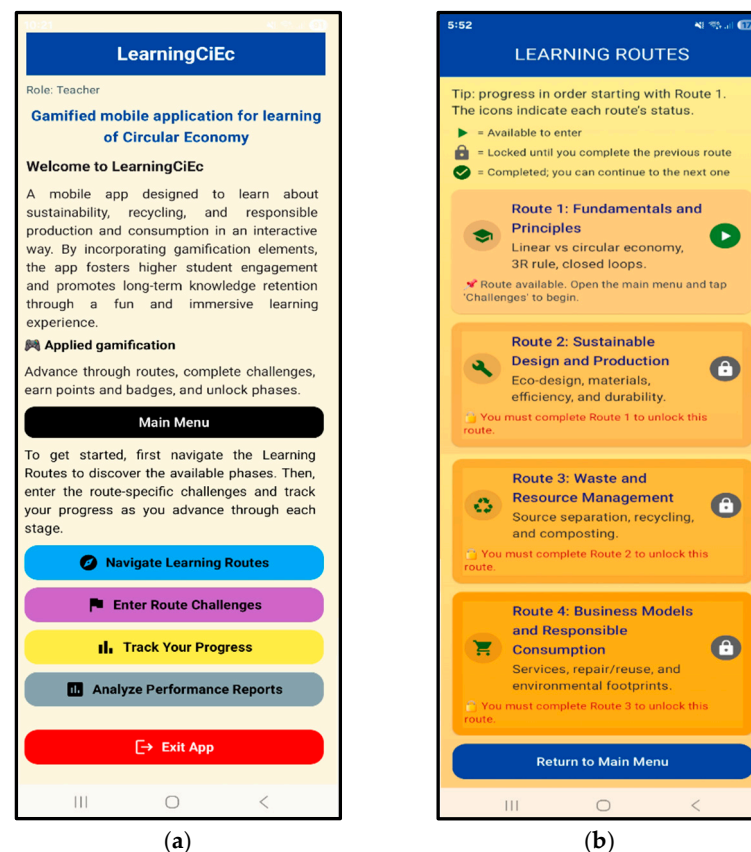 LearningCiEc
Role: Teacher
Gamified mobile application for learning
of Circular Economy
Welcome to LearningCiEc
A mobile app designed to learn about
sustainability, recycling, and responsible
production and consumption in an interactive
way. By incorporating gamification elements,
the app fosters higher student engagement
and promotes long-term knowledge retention
through a fun and immersive learning
experience.
Applied gamification
Advance through routes, complete challenges,
earn points and badges, and unlock phases.
Main Menu
To get started, first navigate the Learning
Routes to discover the available phases. Then,
enter the route-specific challenges and track
your progress as you advance through each
stage.
Navigate Learning Routes
Enter Route Challenges
Track Your Progress
Analyze Performance Reports
Exit App
(a)
5:52
LEARNING ROUTES
Tip: progress in order starting with Route 1.
The icons indicate each route's status.
= Available to enter
= Locked until you complete the previous route
= Completed; you can continue to the next one
Route 1: Fundamentals and
Principles
Linear vs circular economy,
3R rule, closed loops.
Route available. Open the main menu and tap
'Challenges' to begin.
Route 2: Sustainable
Design and Production
Eco-design, materials,
efficiency, and durability.
You must complete Route 1 to unlock this
route.
Route 3: Waste and
Resource Management
Source separation, recycling,
and composting.
You must complete Route 2 to unlock this
route.
Route 4: Business Models
and Responsible
Consumption
Services, repair/reuse, and
environmental footprints.
You must complete Route 3 to unlock this
route.
Return to Main Menu
(b)